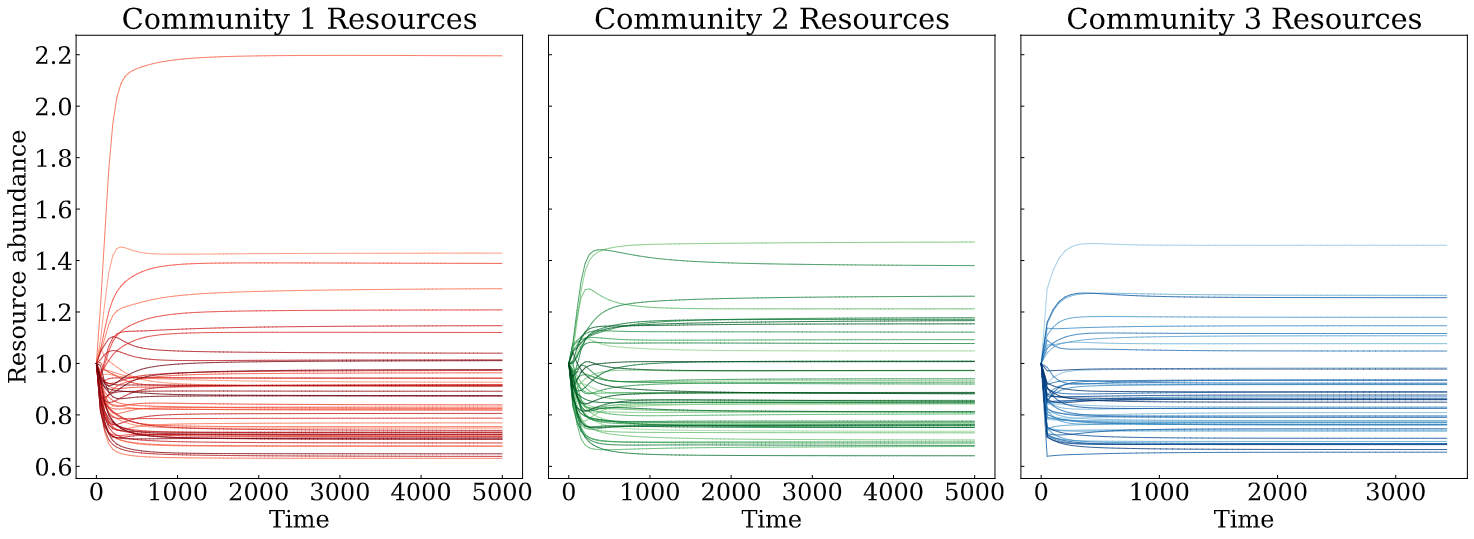 Community 1 Resources
Community 2 Resources
Community 3 Resources
Resource abundance
2.2
2.0
1.8
1.6
1.4
1.2
1.0
0.8
0.6
0 1000 2000 3000 4000 5000
0 1000 2000 3000 4000 5000
0 1000 2000 3000
Time
Time
Time